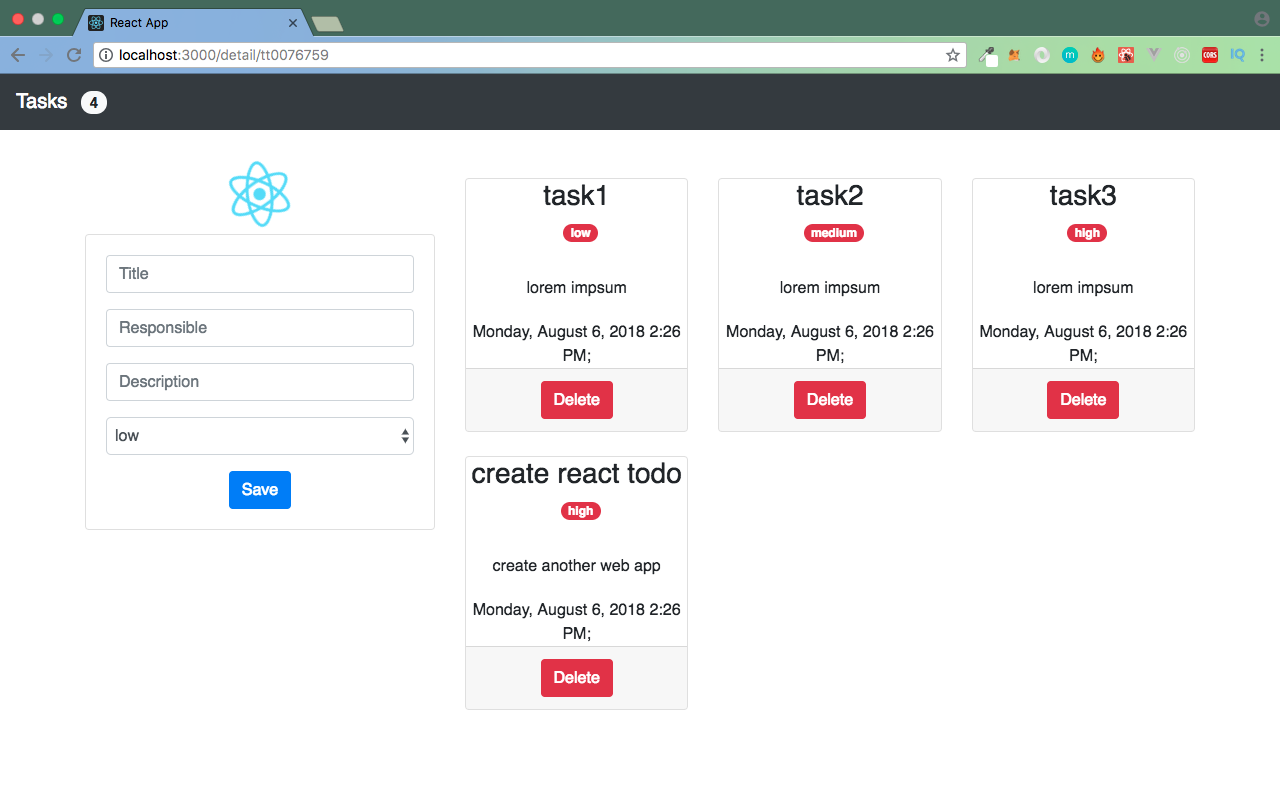 React App
localhost:3000/detail/tt0076759
m
CORS
IQ
Tasks 4
Title
Responsible
Description
low
Save
task1
low
lorem impsum
Monday, August 6, 2018 2:26
PM;
Delete
task2
medium
lorem impsum
Monday, August 6, 2018 2:26
PM;
Delete
task3
high
lorem impsum
Monday, August 6, 2018 2:26
PM;
Delete
create react todo
high
create another web app
Monday, August 6, 2018 2:26
PM;
Delete